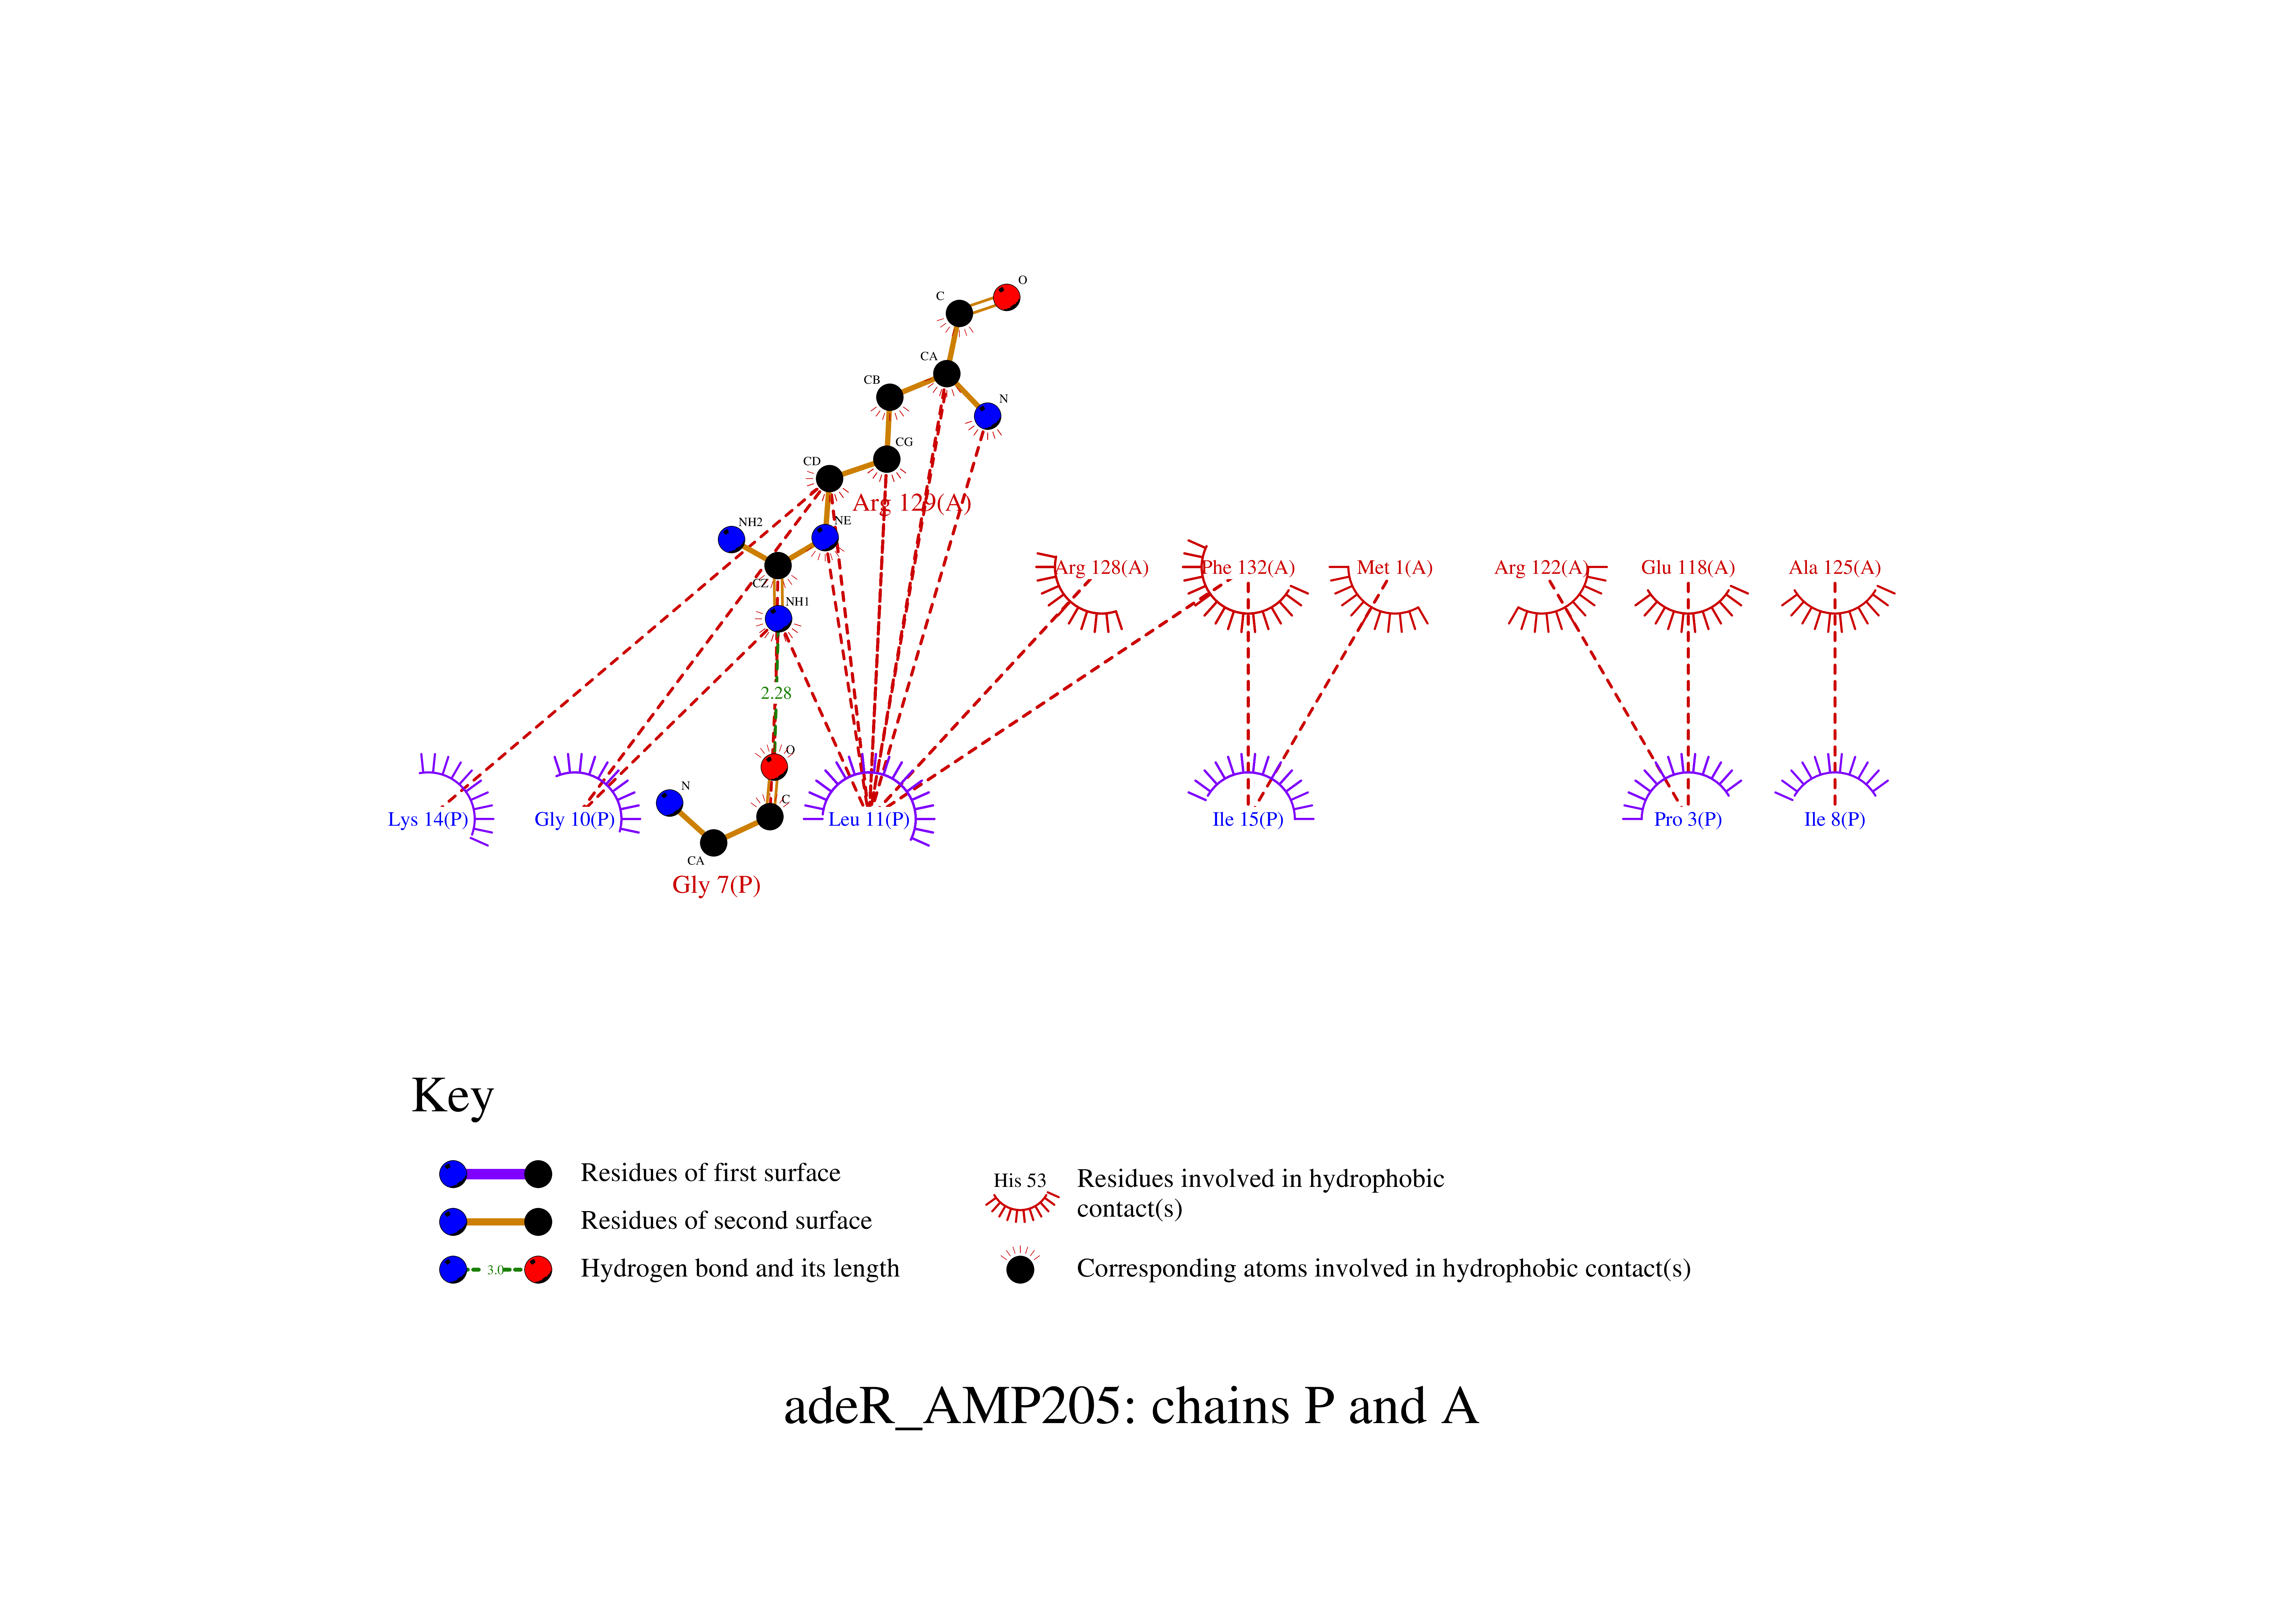 O
C
CA
CB
N
CG
CD
Arg 129(A)
NH2
NE
CZ
NH1
Arg 128(A)
Phe 132(A)
Met 1(A)
Arg 122(A)
Glu 118(A)
Ala 125(A)
2.28
O
N
C
Lys 14(P)
Gly 10(P)
Leu 11(P)
Ile 15(P)
Pro 3(P)
Ile 8(P)
CA
Gly 7(P)
Key
Residues of first surface
Residues of second surface
3.0
Hydrogen bond and its length
His 53
Residues involved in hydrophobic
contact(s)
Corresponding atoms involved in hydrophobic contact(s)
adeR_AMP205: chains P and A